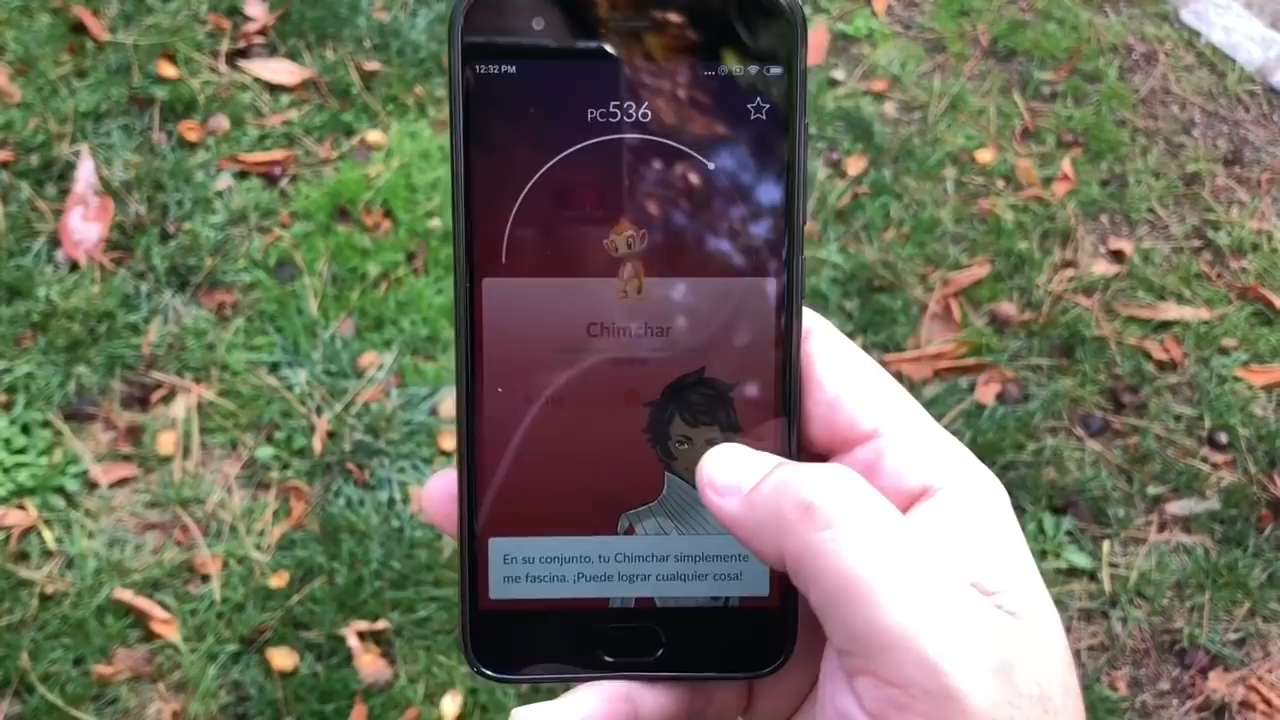 12:32 PM
PC536
Chimchar
En su conjunto, tu Chimchar simplemente
me fascina. ¡Puede lograr cualquier cosa!